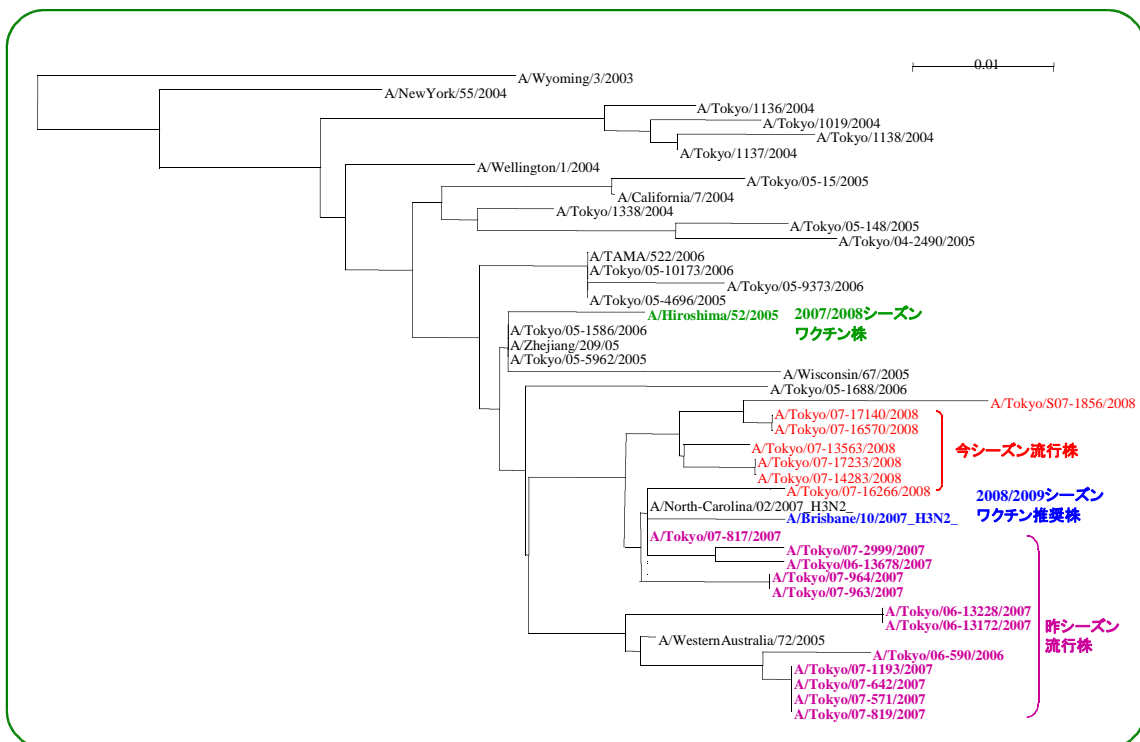 0.01
A/Wyoming/3/2003
A/NewYork/55/2004
A/Tokyo/1136/2004
A/Tokyo/1019/2004
A/Tokyo/1138/2004
A/Tokyo/1137/2004
A/Wellington/1/2004
A/Tokyo/05-15/2005
A/California/7/2004
A/Tokyo/1338/2004
A/Tokyo/05-148/2005
A/Tokyo/04-2490/2005
A/TAMA/522/2006
A/Tokyo/05-10173/2006
A/Tokyo/05-9373/2006
A/Tokyo/05-4696/2005
A/Hiroshima/52/2005
2007/2008シーズン
ワクチン株
A/Tokyo/05-1586/2006
A/Zhejiang/209/05
A/Tokyo/05-5962/2005
A/Wisconsin/67/2005
A/Tokyo/05-1688/2006
A/Tokyo/S07-1856/2008
A/Tokyo/07-17140/2008
A/Tokyo/07-16570/2008
A/Tokyo/07-13563/2008
A/Tokyo/07-17233/2008
A/Tokyo/07-14283/2008
今シーズン流行株
A/Tokyo/07-16266/2008
A/North-Carolina/02/2007_H3N2_
A/Brisbane/10/2007_H3N2_
2008/2009シーズン
ワクチン推奨株
A/Tokyo/07-817/2007
A/Tokyo/07-2999/2007
A/Tokyo/06-13678/2007
A/Tokyo/07-964/2007
A/Tokyo/07-963/2007
A/Tokyo/06-13228/2007
A/Tokyo/06-13172/2007
昨シーズン
流行株
A/WesternAustralia/72/2005
A/Tokyo/06-590/2006
A/Tokyo/07-1193/2007
A/Tokyo/07-642/2007
A/Tokyo/07-571/2007
A/Tokyo/07-819/2007